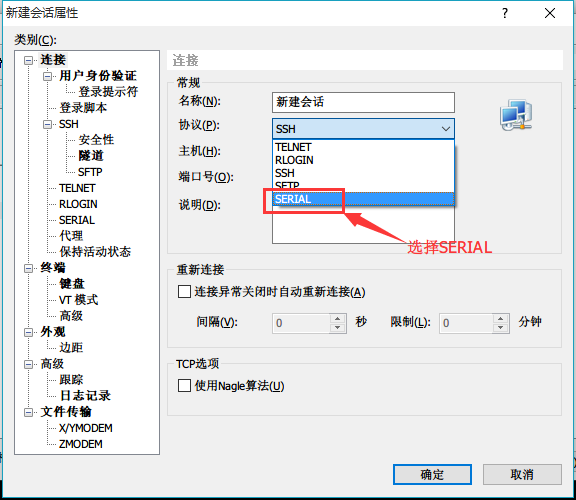 新建会话属性
类别(C):
连接
用户身份验证
登录提示符
登录脚本
SSH
安全性
隧道
SFTP
TELNET
RLOGIN
SERIAL
代理
保持活动状态
终端
键盘
VT 模式
高级
外观
边距
高级
跟踪
日志记录
文件传输
X/YMODEM
ZMODEM
连接
常规
名称(N): 新建会话
协议(P): SSH
TELNET
RLOGIN
SSH
SFTP
SERIAL
主机(H):
端口号(O):
说明(D):
选择SERIAL
重新连接
连接异常关闭时自动重新连接(A)
间隔(V): 0 秒 限制(L): 0 分钟
TCP选项
使用Nagle算法(U)
确定 取消